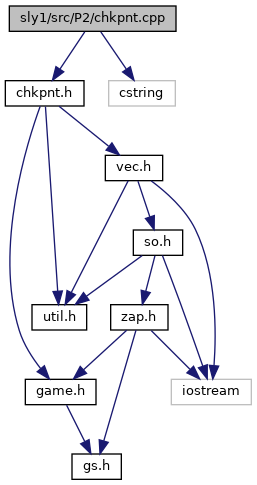 sly1/src/P2/chkpnt.cpp
chkpnt.h
cstring
vec.h
so.h
util.h
zap.h
game.h
iostream
gs.h